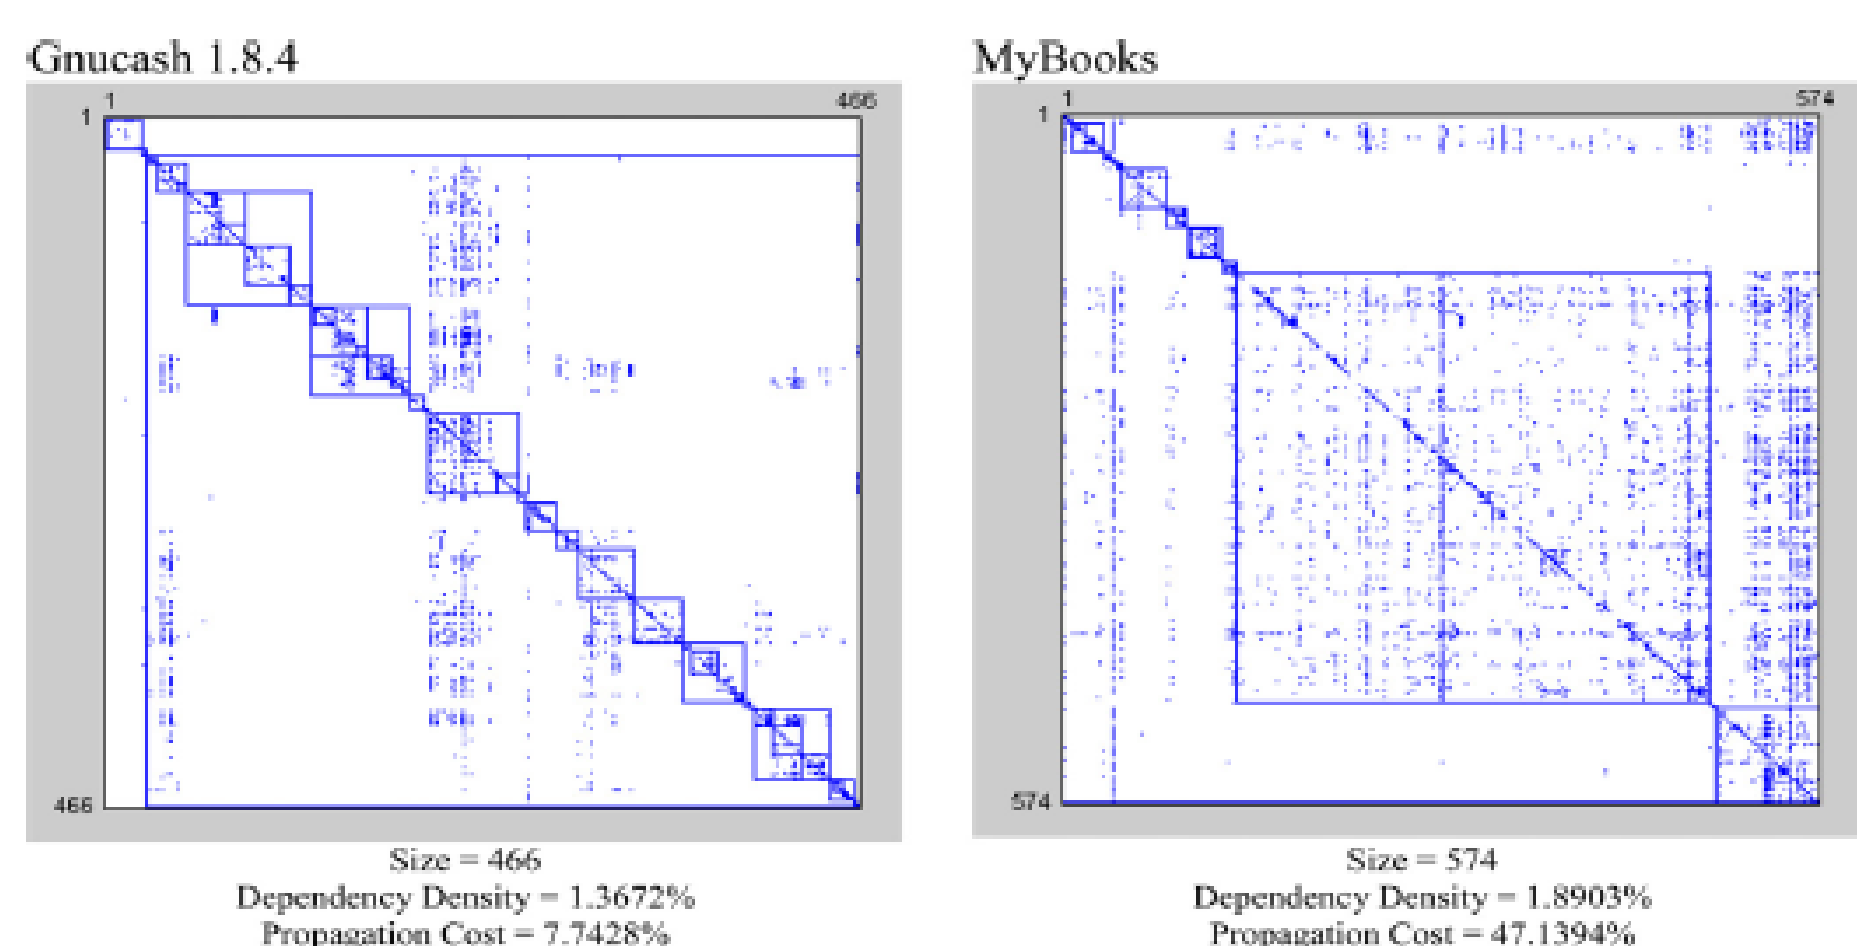 Gnucash 1.8.4
1 466
1
466
Size = 466
Dependency Density = 1.3672%
Propagation Cost = 7.7428%
MyBooks
1 574
1
574
Size = 574
Dependency Density = 1.8903%
Propagation Cost = 47.1394%